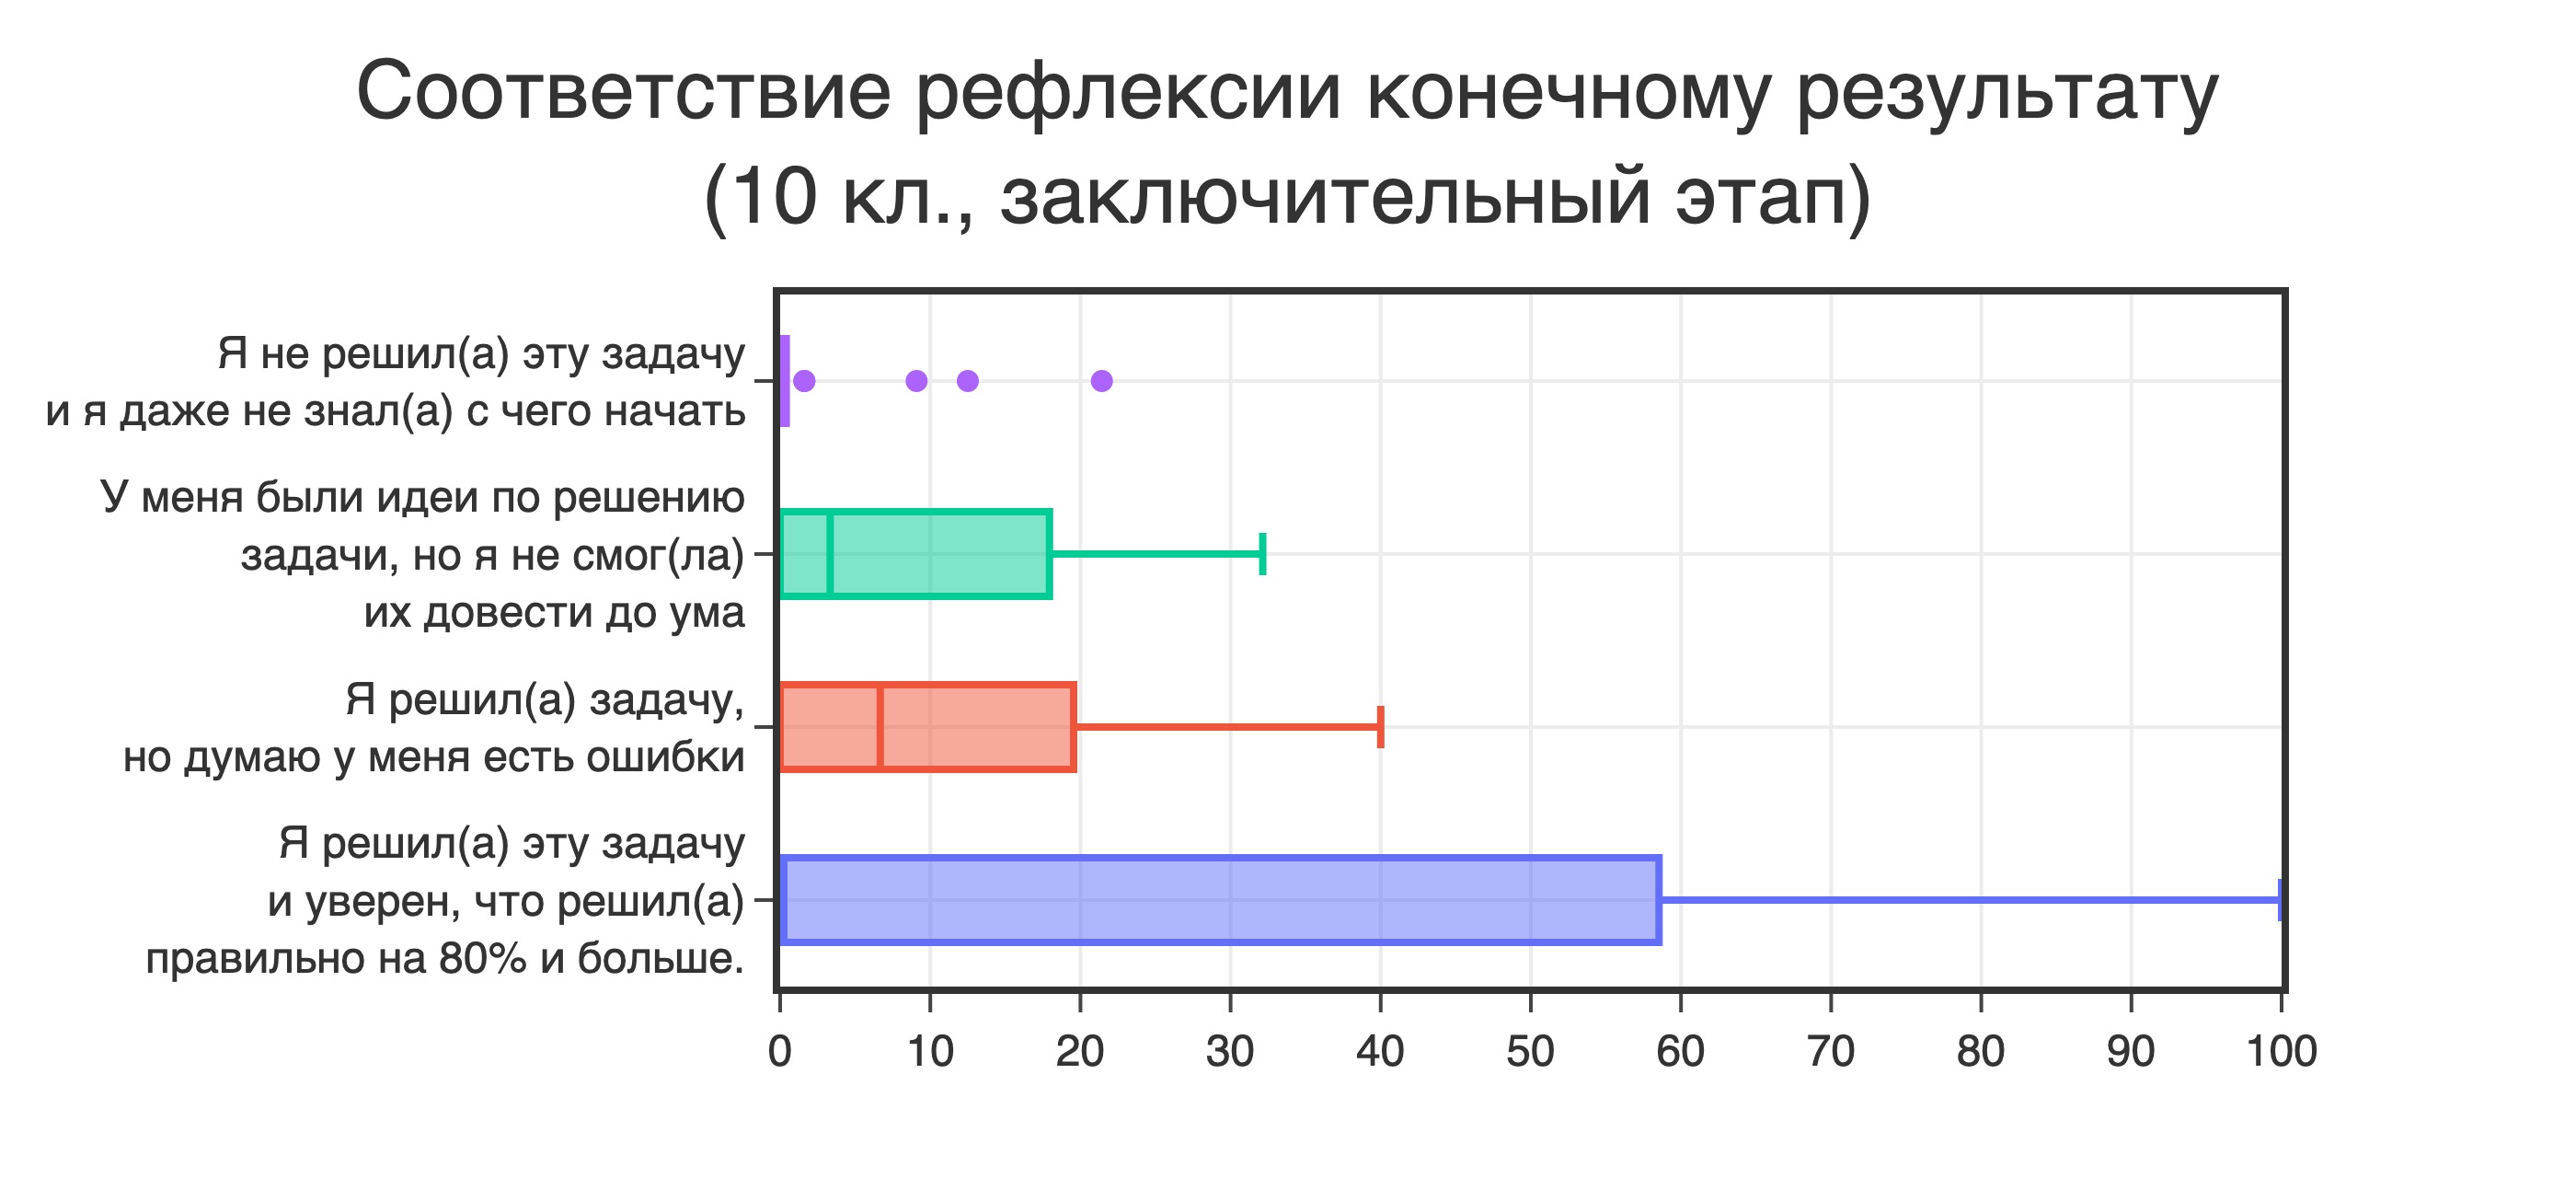 Соответствие рефлексии конечному результату
(10 кл., заключительный этап)
Я не решил(а) эту задачу
и я даже не знал(а) с чего начать
У меня были идеи по решению
задачи, но я не смог(ла)
их довести до ума
Я решил(а) задачу,
но думаю у меня есть ошибки
Я решил(а) эту задачу
и уверен, что решил(а)
правильно на 80% и больше.
0 10 20 30 40 50 60 70 80 90 100